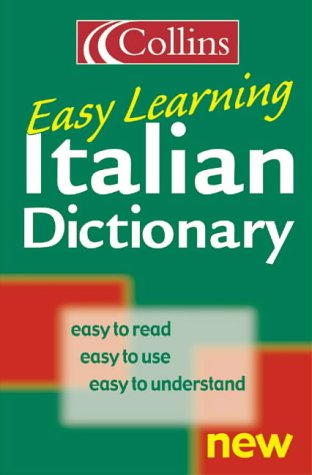 Collins
Easy Learning
Italian
Dictionary
easy to read
easy to use
easy to understand
new